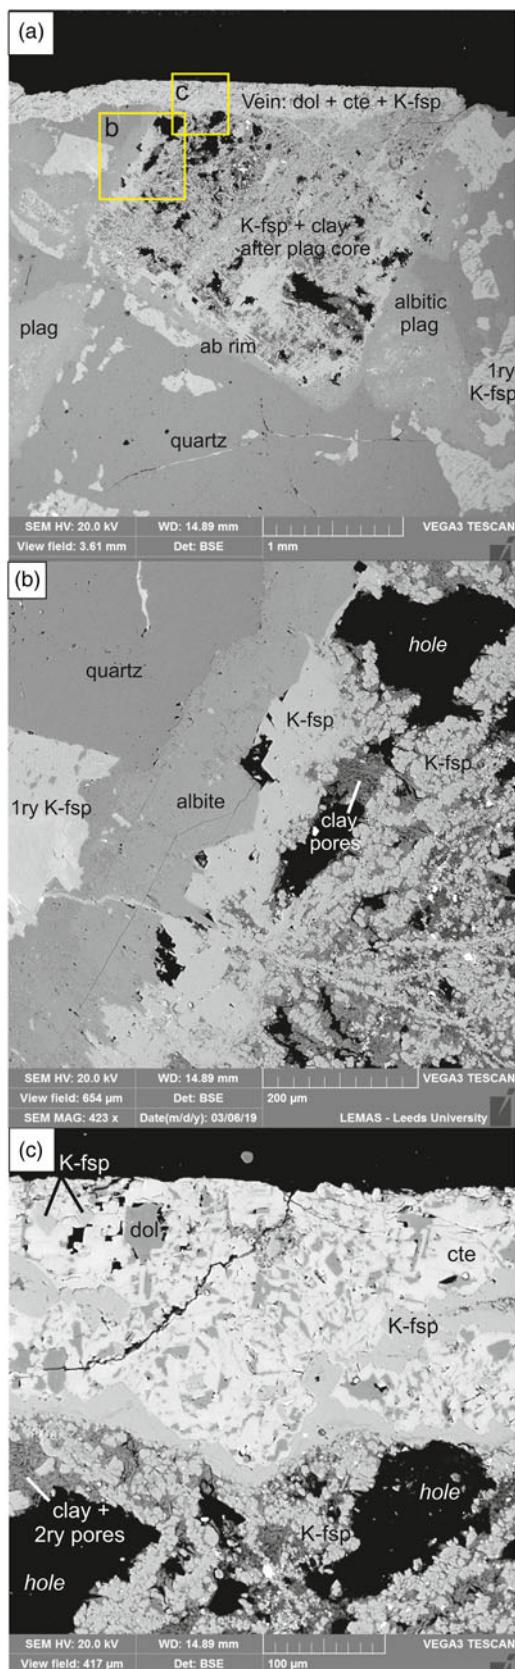 (a)
c
Vein: dol + cte + K-fsp
b
K-fsp + clay
after plag core
albitic
plag
plag
ab rim
1ry
K-fsp
quartz
SEM HV: 20.0 kV WD: 14.89 mm VEGA3 TESCAN
View field: 3.61 mm Det: BSE 1 mm
(b)
hole
quartz
K-fsp
K-fsp
1ry K-fsp
albite
clay
pores
SEM HV: 20.0 kV WD: 14.89 mm VEGA3 TESCAN
View field: 654 µm Det: BSE 200 µm
SEM MAG: 423 x Date(m/d/y): 03/06/19 LEMAS - Leeds University
(c)
K-fsp
dol
cte
K-fsp
hole
clay +
2ry pores
K-fsp
hole
SEM HV: 20.0 kV WD: 14.89 mm VEGA3 TESCAN
View field: 417 µm Det: BSE 100 µm